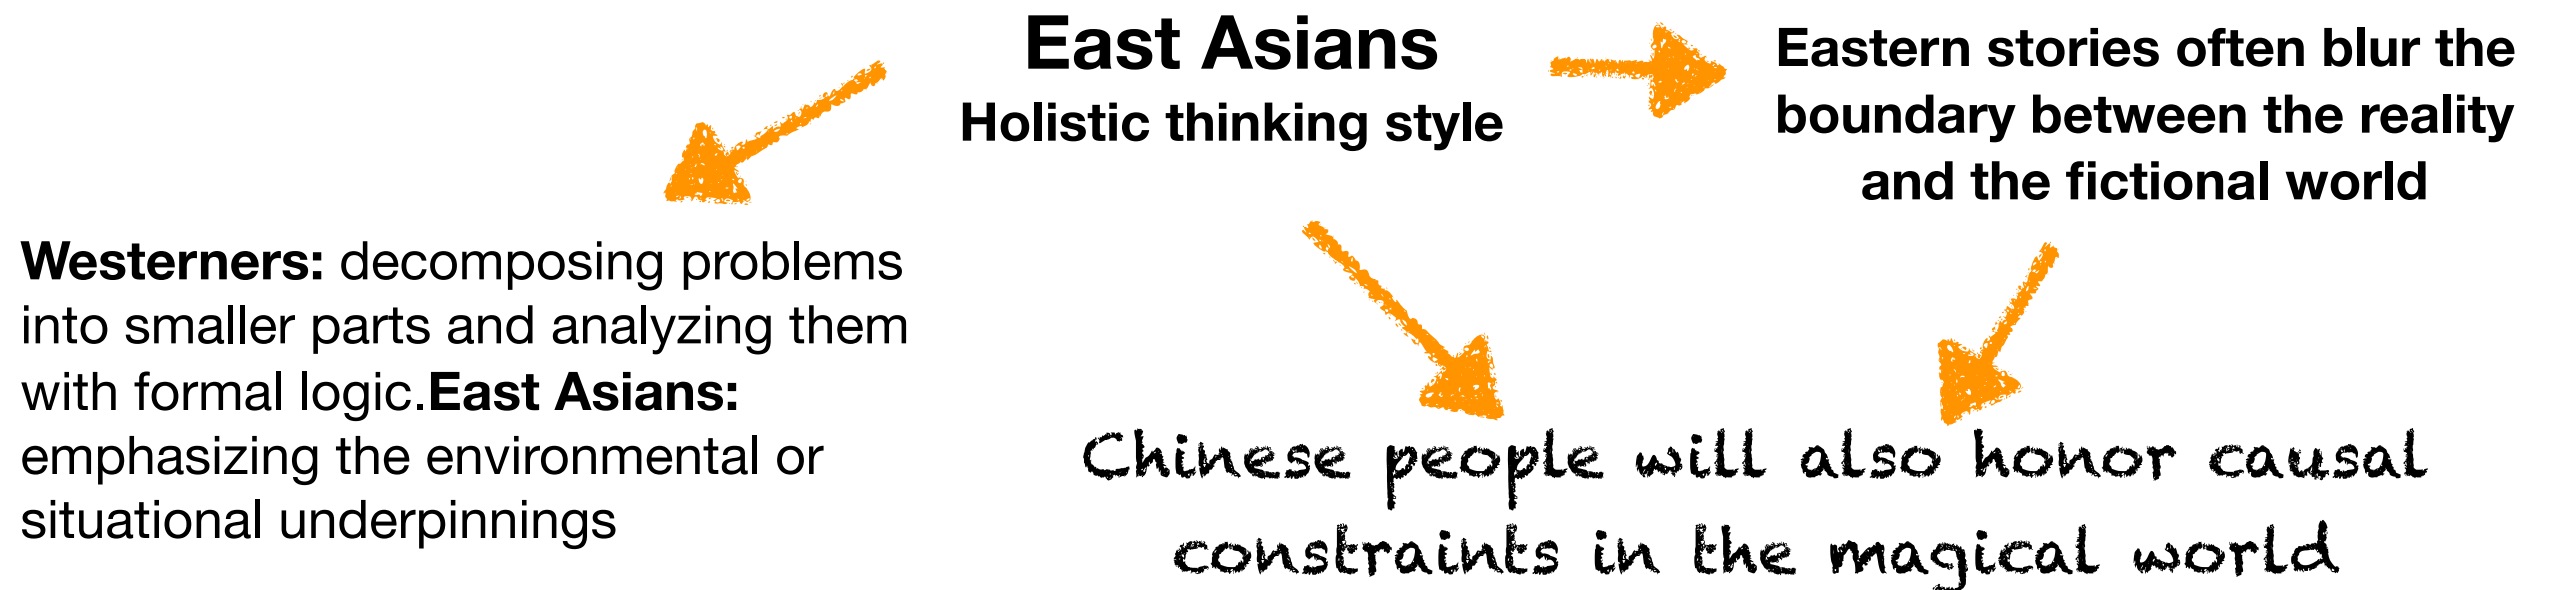 East Asians
Holistic thinking style
Eastern stories often blur the
boundary between the reality
and the fictional world
Westerners: decomposing problems
into smaller parts and analyzing them
with formal logic.East Asians:
emphasizing the environmental or
situational underpinnings
Chinese people will also honor causal
constraints in the magical world